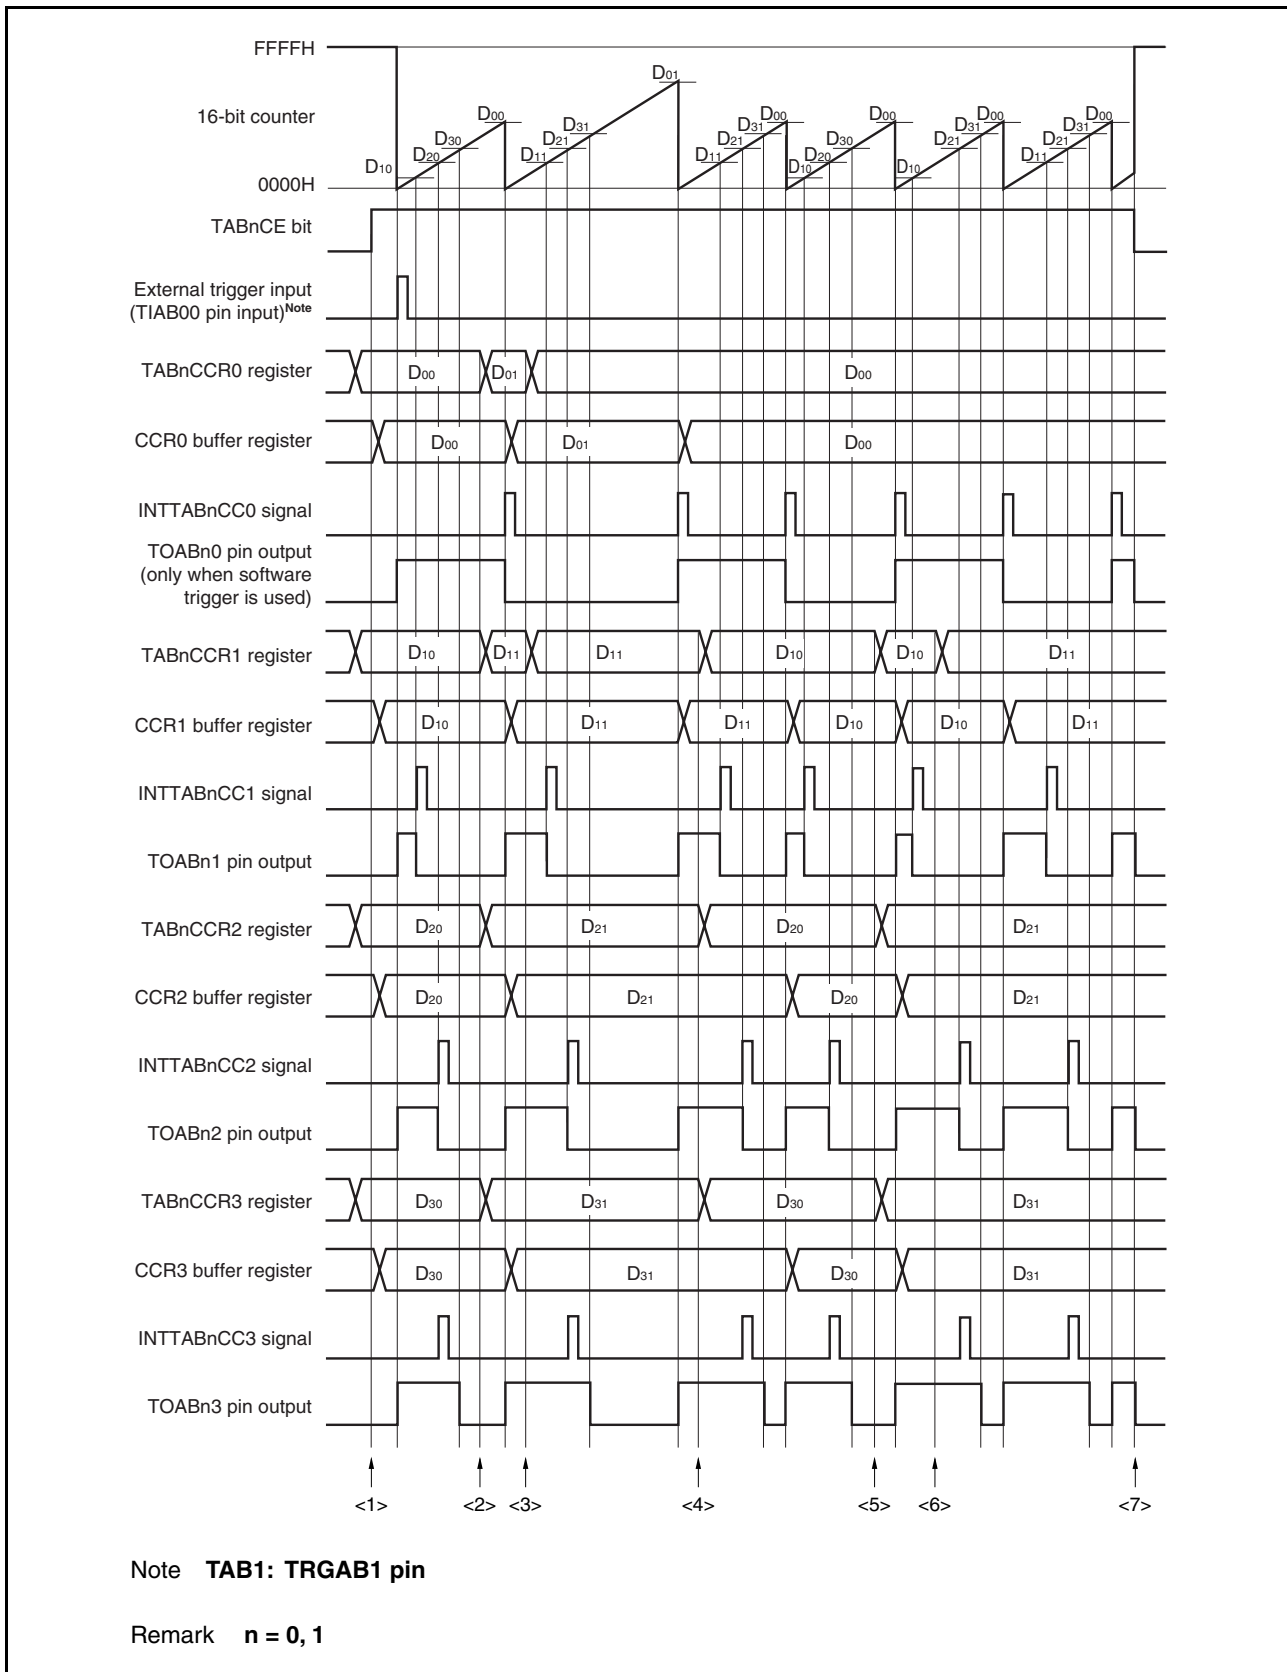 FFFFH
16-bit counter
0000H
D10 D20 D30 D00 D11 D21 D31 D01 D11 D21 D31 D00 D10 D20 D30 D00 D10 D21 D31 D00 D11 D21 D31 D00
TABnCE bit
External trigger input
(TIAB00 pin input)Note
TABnCCR0 register D00 D01 D00
CCR0 buffer register D00 D01 D00
INTTABnCC0 signal
TOABn0 pin output
(only when software
trigger is used)
TABnCCR1 register D10 D11 D11 D10 D10 D11
CCR1 buffer register D10 D11 D11 D10 D10 D11
INTTABnCC1 signal
TOABn1 pin output
TABnCCR2 register D20 D21 D20 D21
CCR2 buffer register D20 D21 D20 D21
INTTABnCC2 signal
TOABn2 pin output
TABnCCR3 register D30 D31 D30 D31
CCR3 buffer register D30 D31 D30 D31
INTTABnCC3 signal
TOABn3 pin output
<1> <2> <3> <4> <5> <6> <7>
Note TAB1: TRGAB1 pin
Remark n = 0, 1